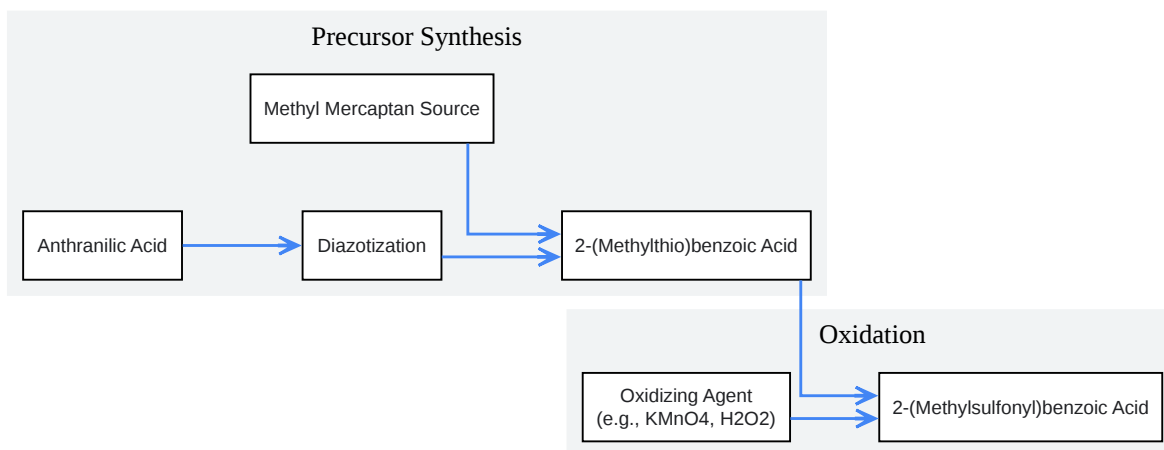 Precursor Synthesis
Methyl Mercaptan Source
Anthranilic Acid
Diazotization
2-(Methylthio)benzoic Acid
Oxidation
Oxidizing Agent
(e.g., KMnO4, H2O2)
2-(Methylsulfonyl)benzoic Acid